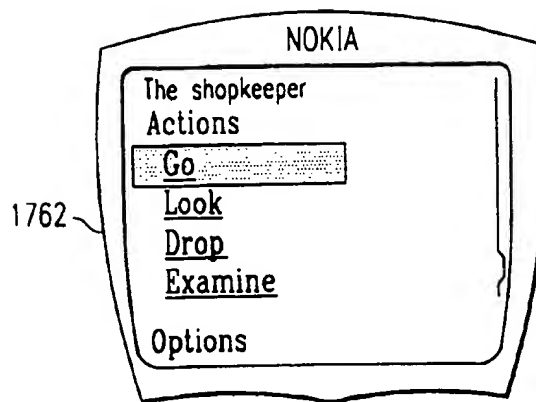 NOKIA
The shopkeeper
Actions
Go
Look
Drop
Examine
Options
1762